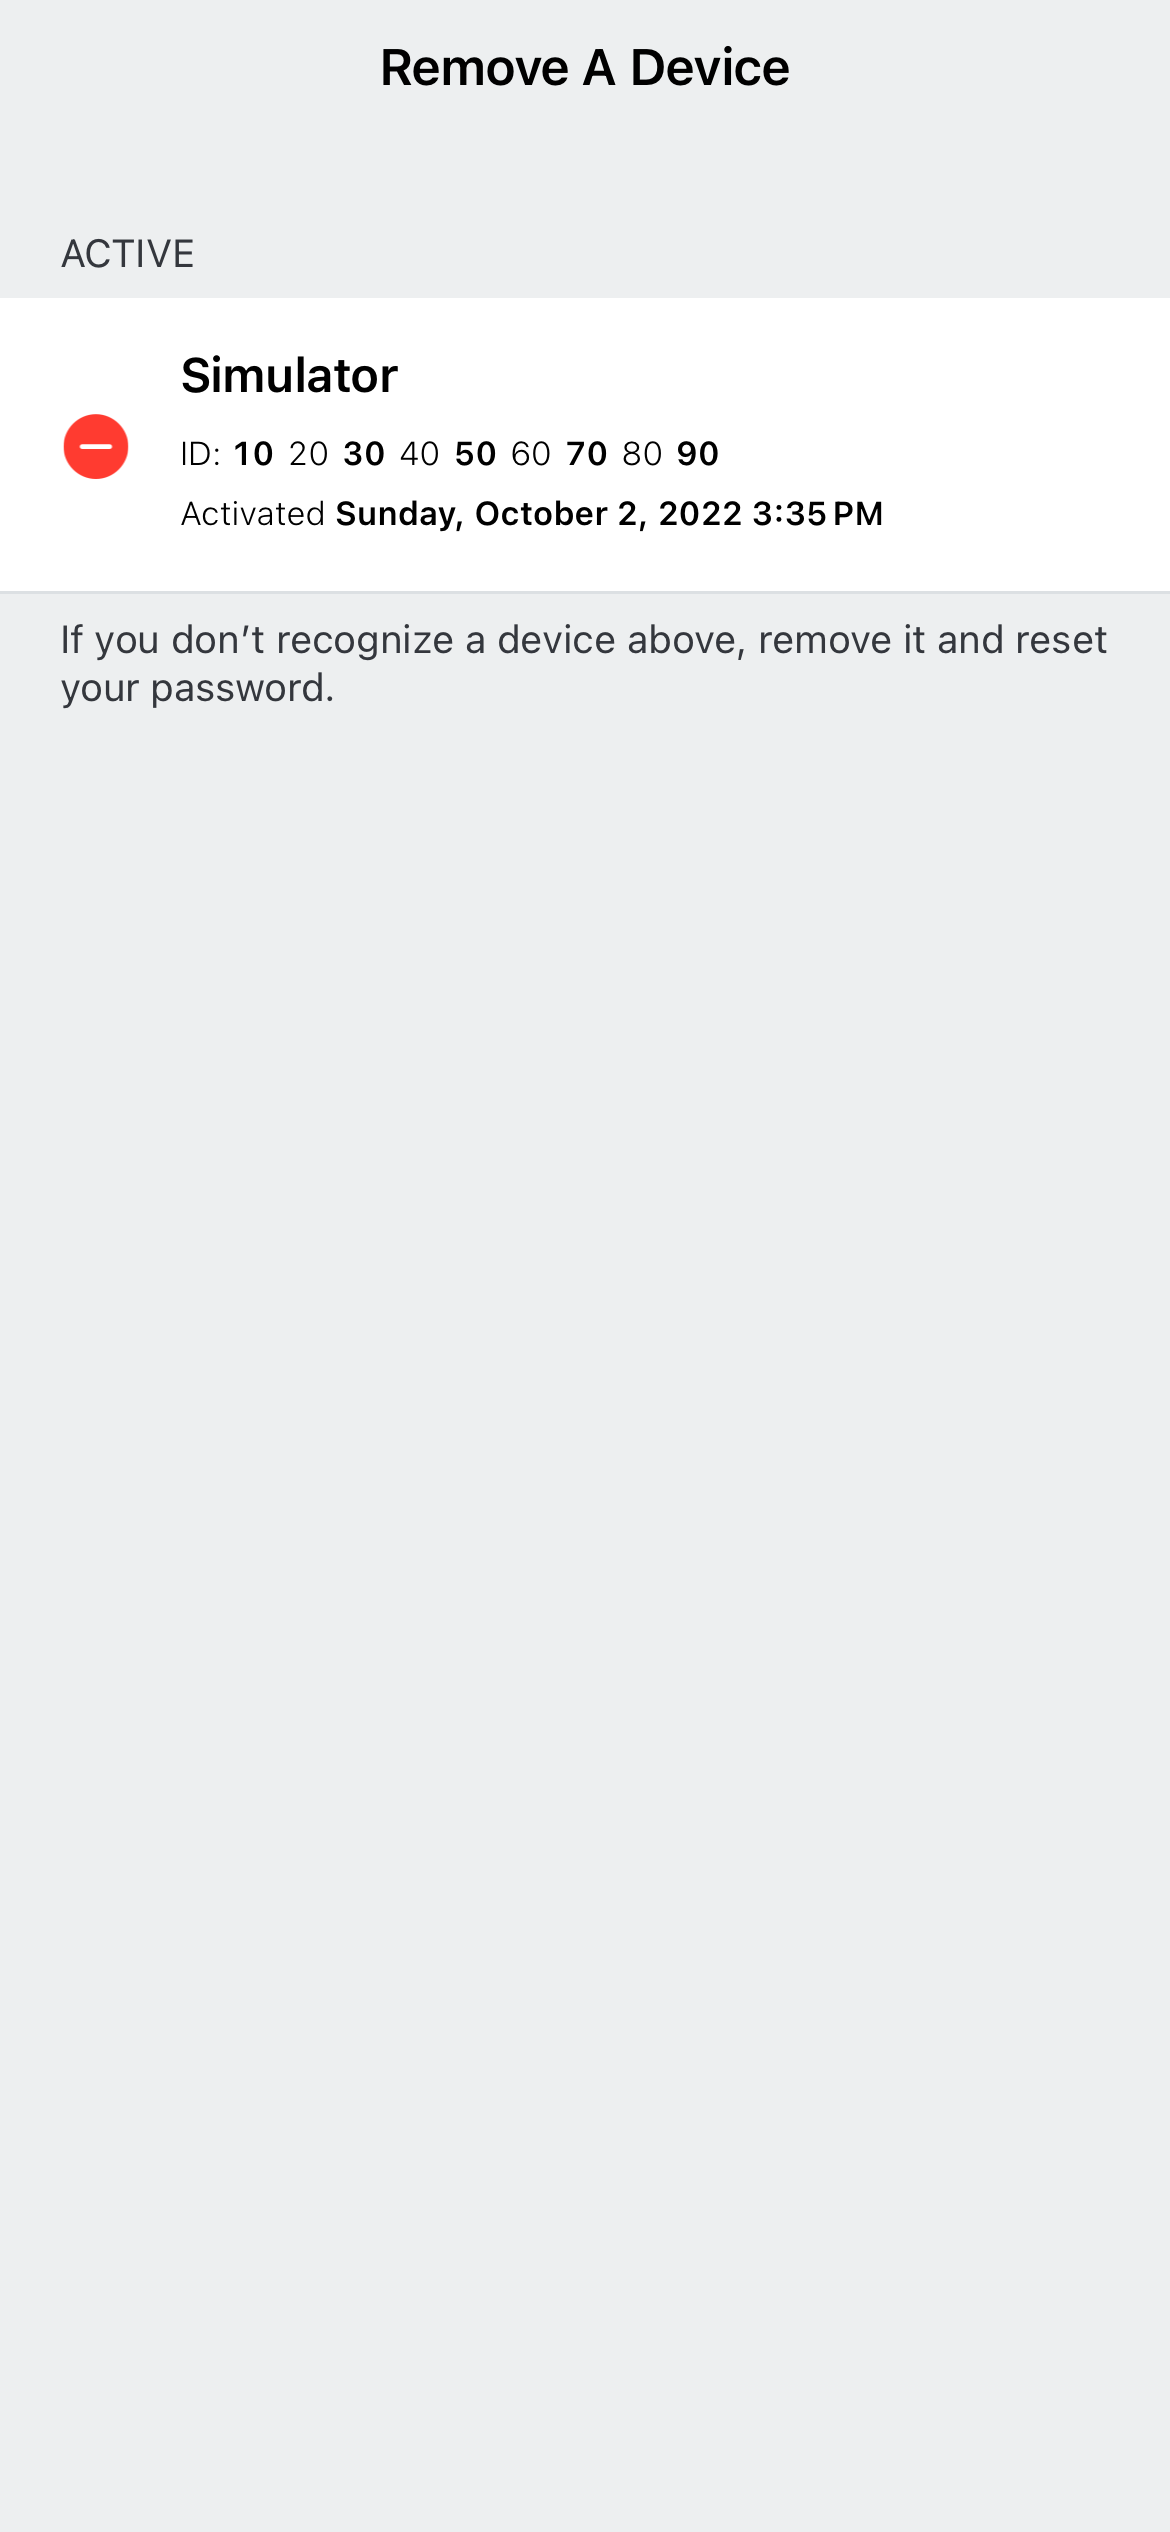 Remove A Device
ACTIVE
Simulator
ID: 10 20 30 40 50 60 70 80 90
Activated Sunday, October 2, 2022 3:35 PM
If you don’t recognize a device above, remove it and reset
your password.